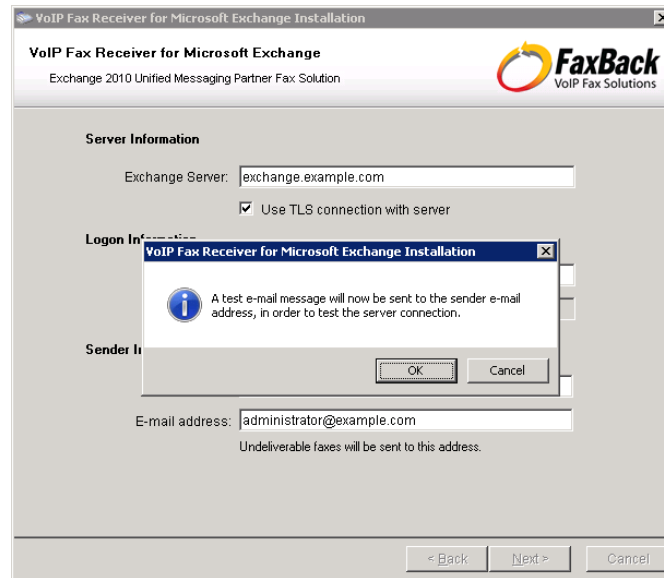 VoIP Fax Receiver for Microsoft Exchange Installation
VoIP Fax Receiver for Microsoft Exchange
Exchange 2010 Unified Messaging Partner Fax Solution
FaxBack
VoIP Fax Solutions
Server Information
Exchange Server: exchange.example.com
Use TLS connection with server
Logon Information
VoIP Fax Receiver for Microsoft Exchange Installation
A test e-mail message will now be sent to the sender e-mail
address, in order to test the server connection.
Sender I
OK Cancel
E-mail address: administrator@example.com
Undeliverable faxes will be sent to this address.
< Back Next > Cancel